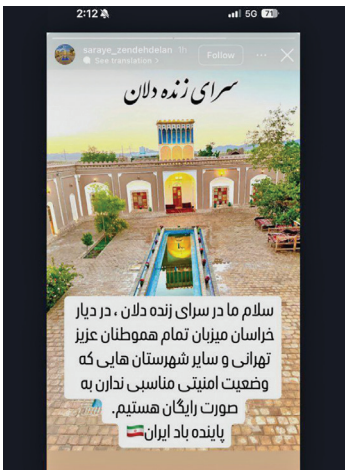 2:12
5G 71
saraye_zendehdelan 1h
Follow
See translation
سرای زنده دلان
سلام ما در سرای زنده دلان ، در دیار
خراسان میزبان تمام هموطنان عزیز
تهرانی و سایر شهرستان هایی که
وضعیت امنیتی مناسبی ندارن به
صورت رایگان هستیم.
پاینده باد ایران🇮🇷